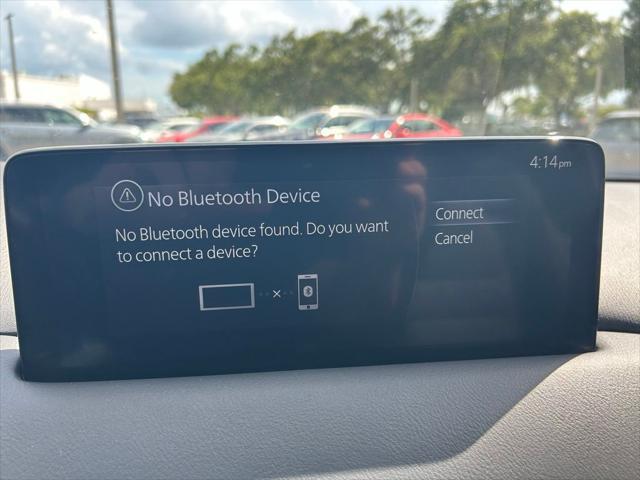 4:14pm
No Bluetooth Device
No Bluetooth device found. Do you want
to connect a device?
Connect
Cancel